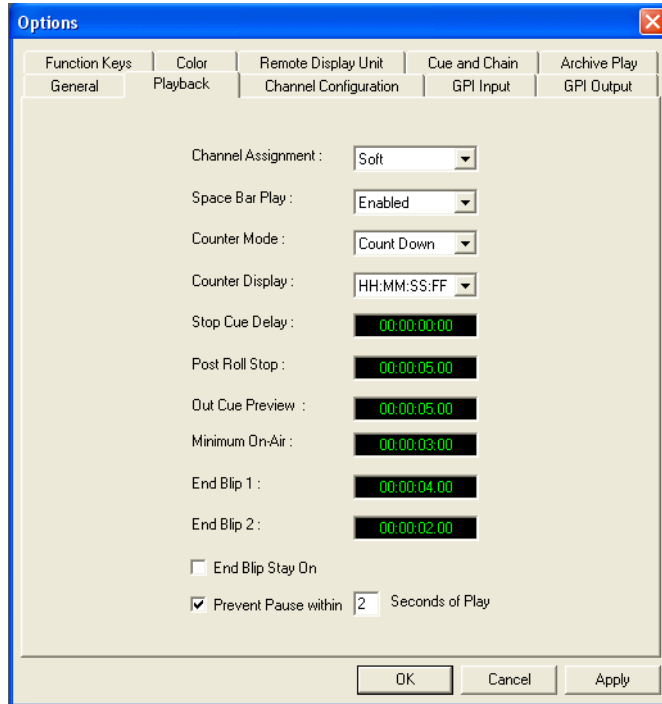 Options
Function Keys Color Remote Display Unit Cue and Chain Archive Play
General Playback Channel Configuration GPI Input GPI Output
Channel Assignment : Soft
Space Bar Play : Enabled
Counter Mode : Count Down
Counter Display : HH:MM:SS:FF
Stop Cue Delay : 00:00:00:00
Post Roll Stop : 00:00:05.00
Out Cue Preview : 00:00:05.00
Minimum On-Air : 00:00:03:00
End Blip 1 : 00:00:04.00
End Blip 2 : 00:00:02.00
End Blip Stay On
Prevent Pause within 2 Seconds of Play
OK Cancel Apply